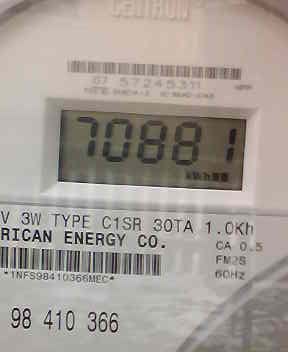 CENTRON
07 57245311
70881
kWh
V 3W TYPE C1SR 30TA 1.0Kh
RICAN ENERGY CO.
CA 0.5
FM2S
60Hz
*1NFS98410366MEC*
98 410 366